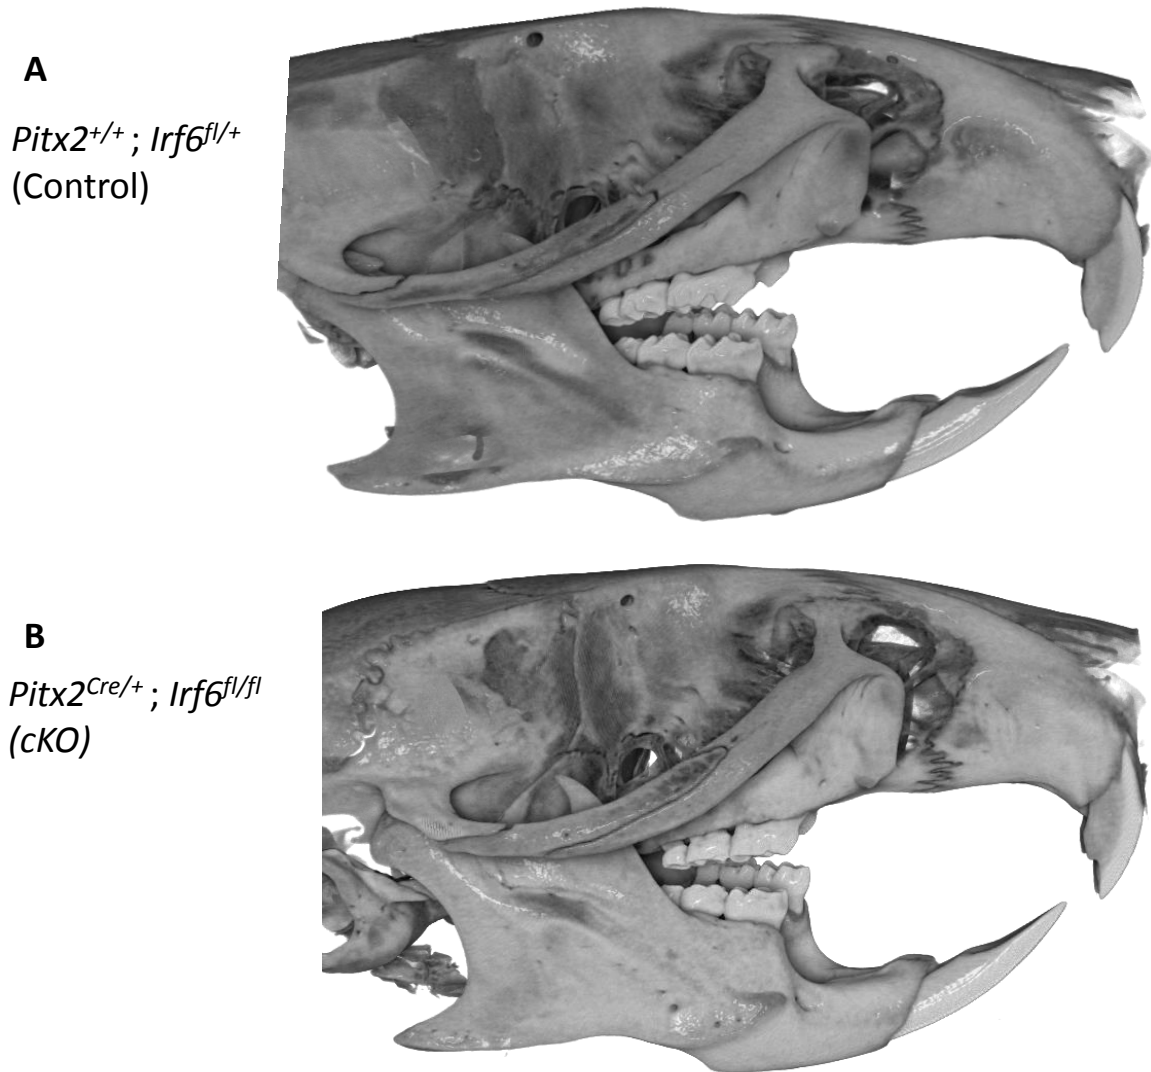 A
Pitx2+/+ ; Irf6fl/+
(Control)
B
Pitx2Cre/+ ; Irf6fl/fl
(cKO)